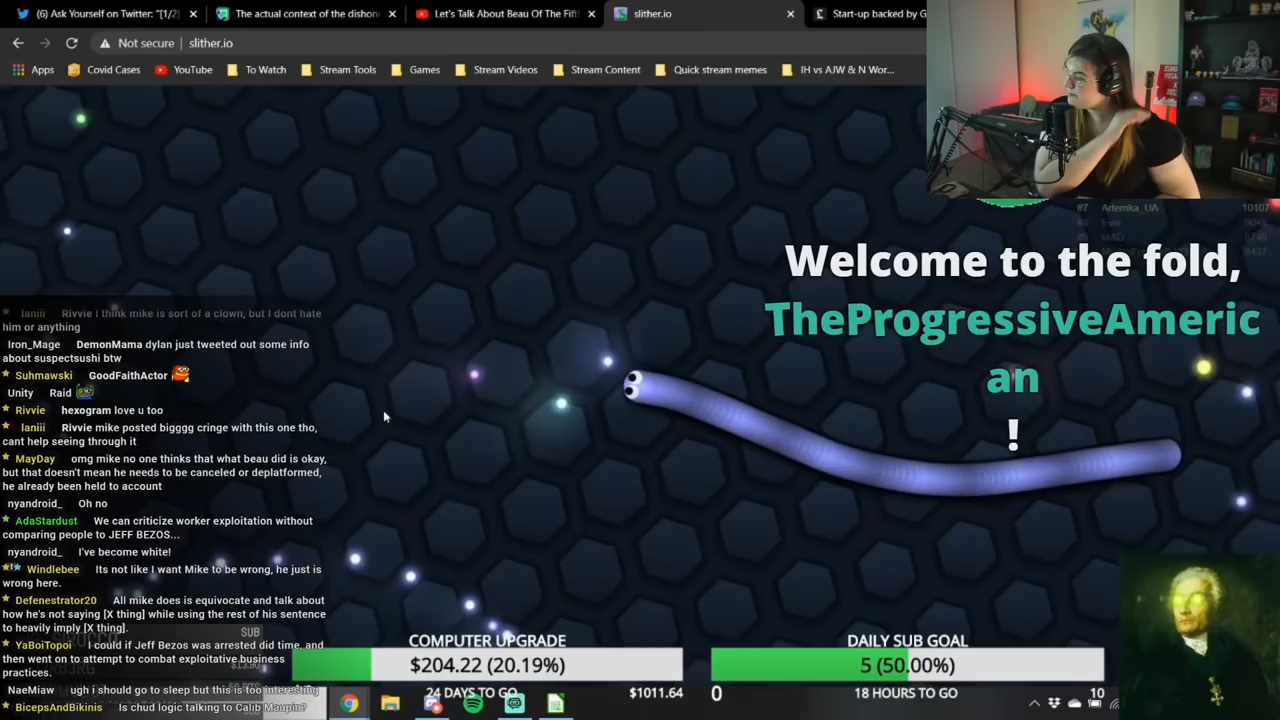 (6) Ask Yourself on Twitter: "[1/2]
The actual context of the dishone
Let's Talk About Beau Of The Fifth
slither.io
Start-up backed by G
Not secure | slither.io
Apps Covid Cases YouTube To Watch Stream Tools Games Stream Videos Stream Content Quick stream memes IH vs AJW & N Wor...
#7 Artemka_UA 10107
Welcome to the fold,
TheProgressiveAmeric
an
!
laniii Rivvie I think mike is sort of a clown, but I dont hate
him or anything
Iron_Mage DemonMama dylan just tweeted out some info
about suspectsushi btw
Suhmawski GoodFaithActor
Unity Raid
Rivvie hexogram love u too
laniii Rivvie mike posted bigggg cringe with this one tho,
cant help seeing through it
MayDay omg mike no one thinks that what beau did is okay,
but that doesn't mean he needs to be canceled or deplatformed,
he already been held to account
nyandroid_ Oh no
AdaStardust We can criticize worker exploitation without
comparing people to JEFF BEZOS...
nyandroid_ I've become white!
Windlebee Its not like I want Mike to be wrong, he just is
wrong here.
Defenestrator20 All mike does is equivocate and talk about
how he's not saying [X thing] while using the rest of his sentence
to heavily imply [X thing].
YaBoiTopoi I could if Jeff Bezos was arrested did time, and
then went on to attempt to combat exploitative business
practices.
NaeMiaw ugh i should go to sleep but this is too interesting
BicepsAndBikinis Is chud logic talking to Calib Maupin?
SUB
COMPUTER UPGRADE
$204.22 (20.19%)
24 DAYS TO GO $1011.64
DAILY SUB GOAL
5 (50.00%)
0 18 HOURS TO GO 10